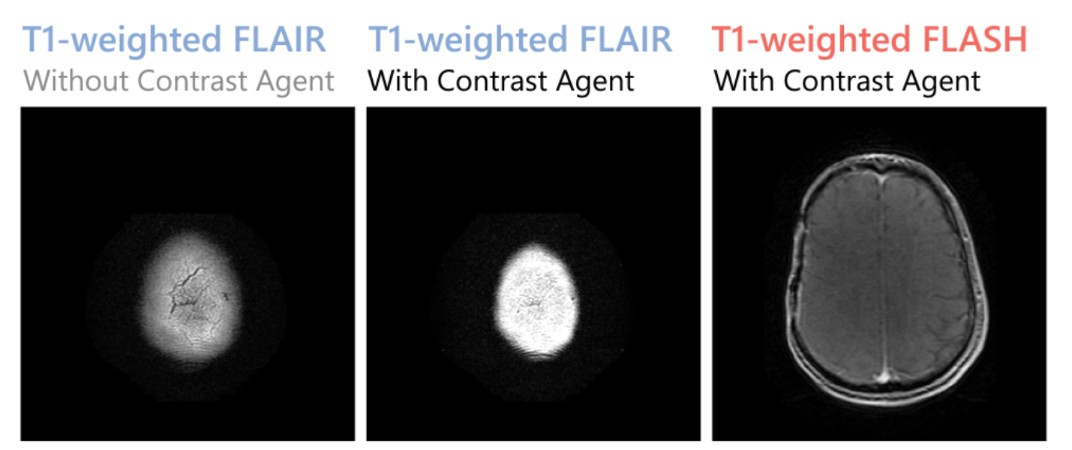 T1-weighted FLAIR
Without Contrast Agent
T1-weighted FLAIR
With Contrast Agent
T1-weighted FLASH
With Contrast Agent